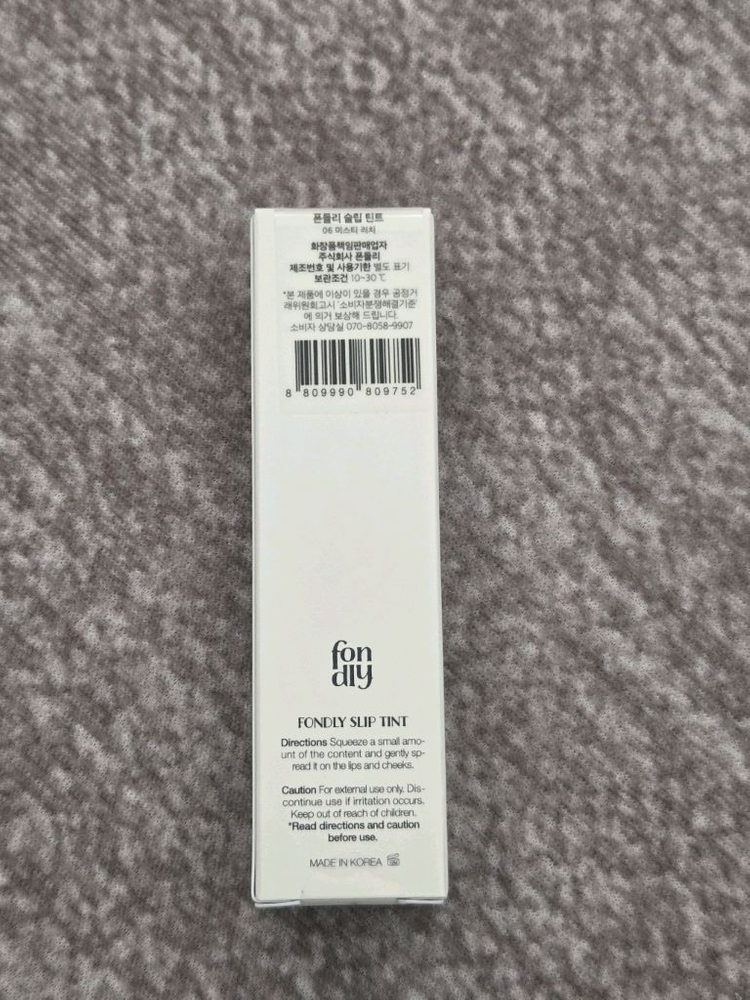 폰들리 슬립 틴트
06 미스티 리치
화장품책임판매업자
주식회사 폰들리
제조번호 및 사용기한 별도 표기
보관조건 10~30 ℃
*본 제품에 이상이 있을 경우 공정거
래위원회고시 '소비자분쟁해결기준'
에 의거 보상해 드립니다.
소비자 상담실 070-8058-9907
8 809990 809752
fon
dly
FONDLY SLIP TINT
Directions Squeeze a small amo-
unt of the content and gently sp-
read it on the lips and cheeks.
Caution For external use only. Dis-
continue use if irritation occurs.
Keep out of reach of children.
*Read directions and caution
before use.
MADE IN KOREA